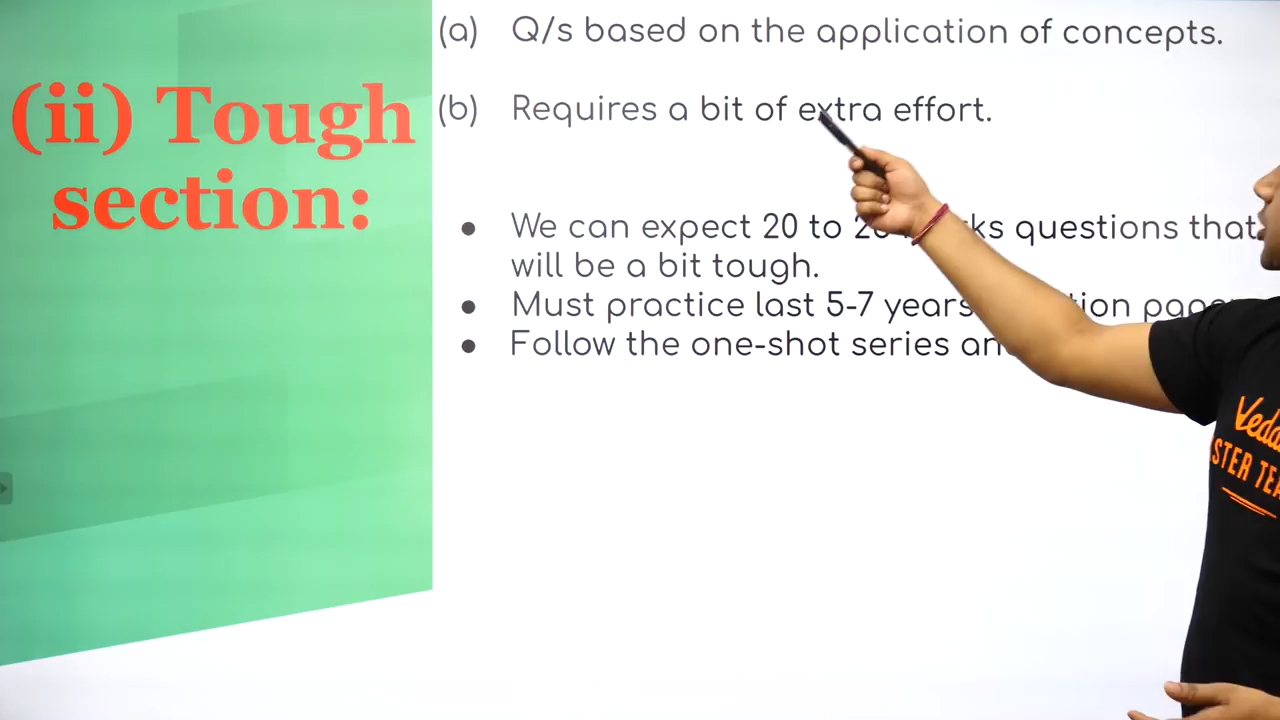 (ii) Tough
section:
(a) Q/s based on the application of concepts.
(b) Requires a bit of extra effort.
● We can expect 20 to questions that
will be a bit tough.
● Must practice last 5-7 years
● Follow the one-shot series